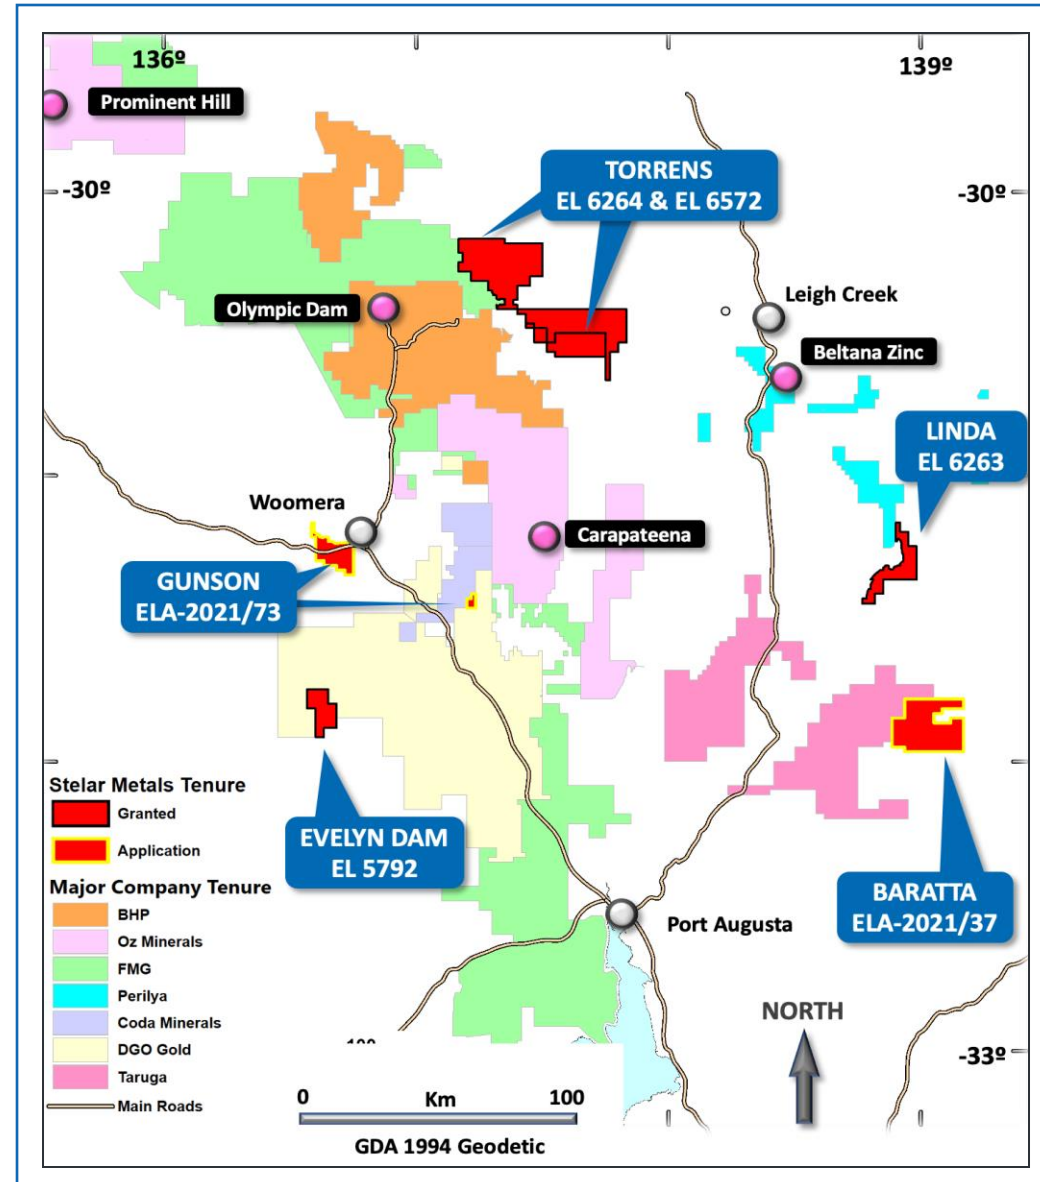 136º
139º
Prominent Hill
TORRENS
EL 6264 & EL 6572
-30º
-30º
Leigh Creek
Olympic Dam
Beltana Zinc
LINDA
EL 6263
Woomera
Carapateena
GUNSON
ELA-2021/73
Stelar Metals Tenure
Granted
Application
EVELYN DAM
EL 5792
BARATTA
ELA-2021/37
Major Company Tenure
BHP
Oz Minerals
FMG
Perilya
Coda Minerals
DGO Gold
Taruga
Main Roads
Port Augusta
NORTH
-33º
0 Km 100
GDA 1994 Geodetic